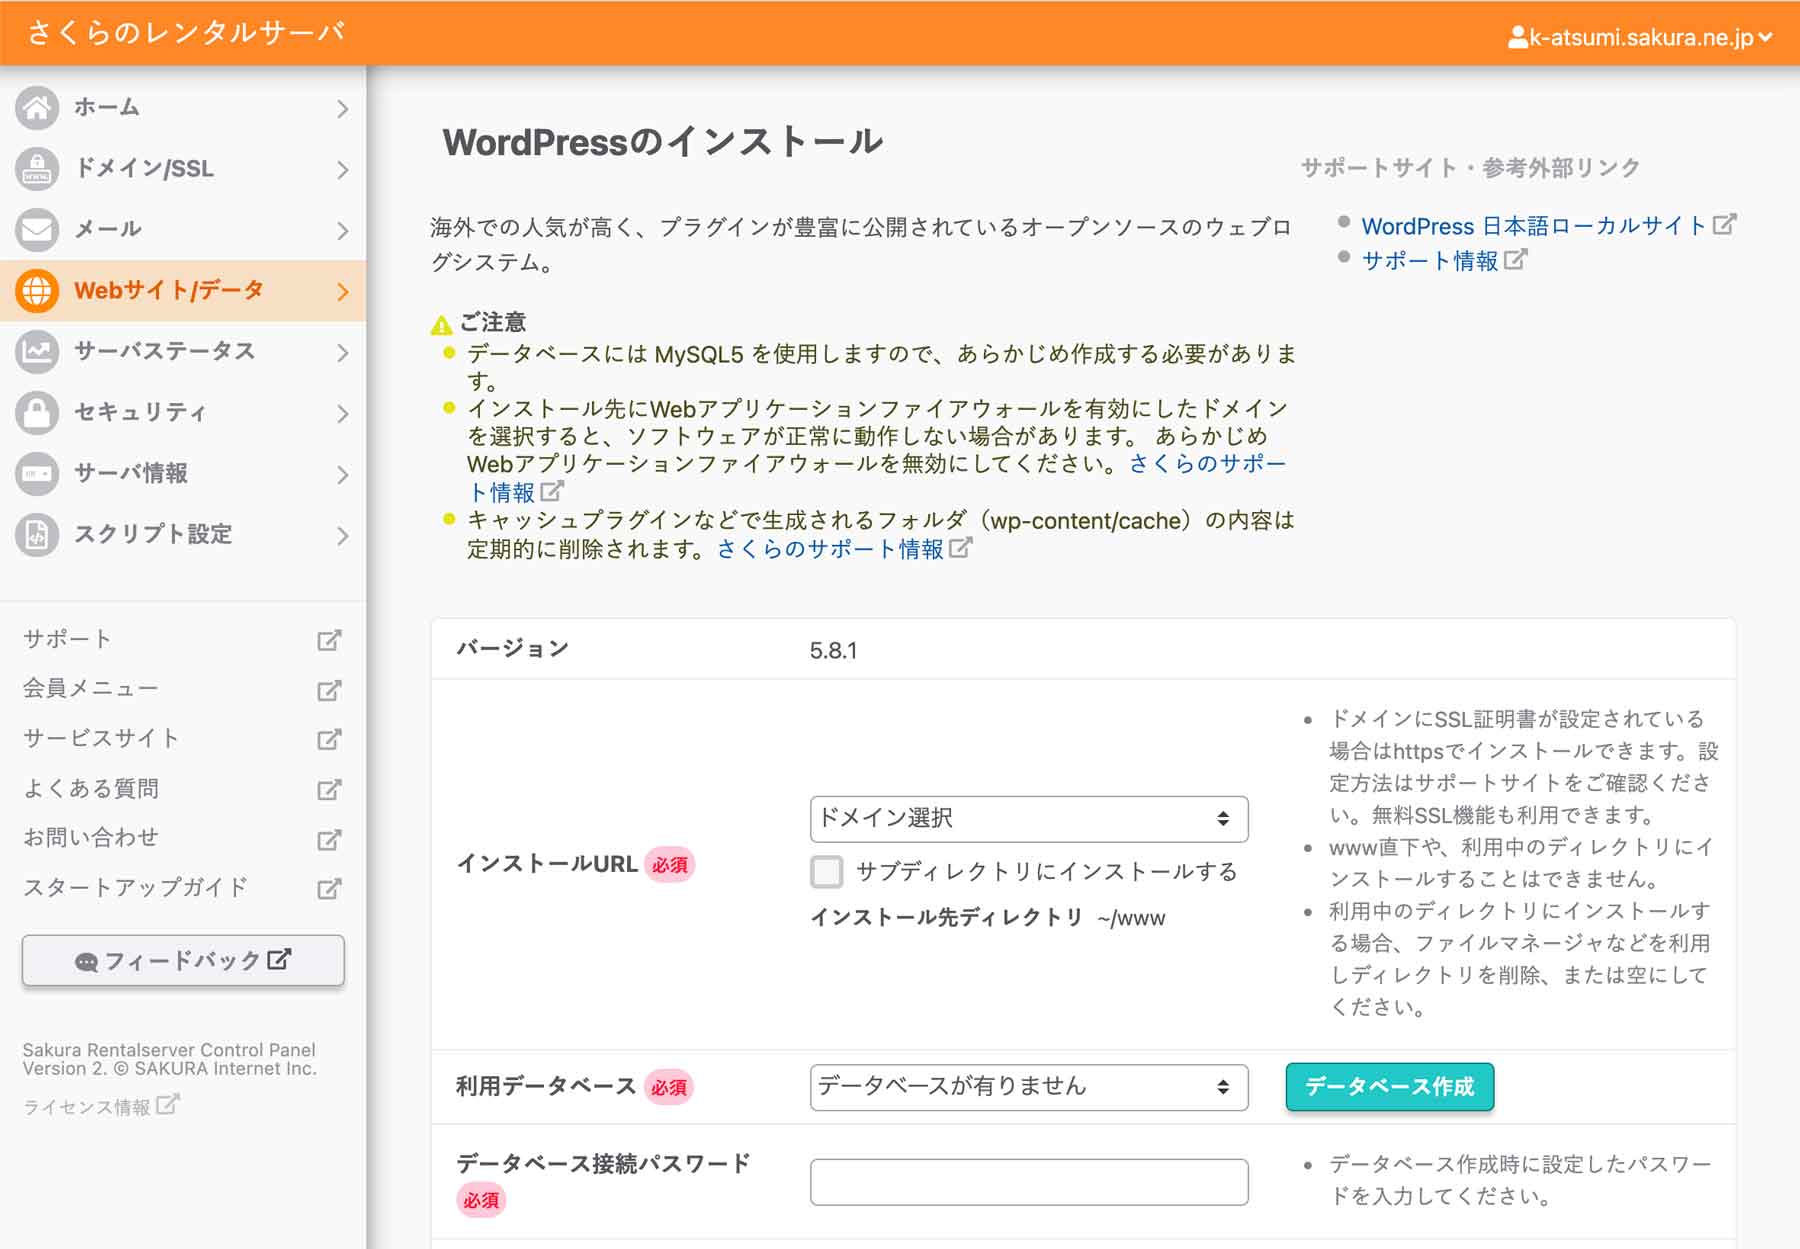 さくらのレンタルサーバ
k-atsumi.sakura.ne.jp
ホーム
ドメイン/SSL
メール
Webサイト/データ
サーバステータス
セキュリティ
サーバ情報
スクリプト設定
サポート
会員メニュー
サービスサイト
よくある質問
お問い合わせ
スタートアップガイド
フィードバック
Sakura Rentalserver Control Panel
Version 2. © SAKURA Internet Inc.
ライセンス情報
WordPressのインストール
海外での人気が高く、プラグインが豊富に公開されているオープンソースのウェブロ
グシステム。
サポートサイト・参考外部リンク
WordPress 日本語ローカルサイト
サポート情報
ご注意
データベースには MySQL5 を使用しますので、あらかじめ作成する必要がありま
す。
インストール先にWebアプリケーションファイアウォールを有効にしたドメイン
を選択すると、ソフトウェアが正常に動作しない場合があります。 あらかじめ
Webアプリケーションファイアウォールを無効にしてください。さくらのサポー
ト情報
キャッシュプラグインなどで生成されるフォルダ（wp-content/cache）の内容は
定期的に削除されます。さくらのサポート情報
バージョン
5.8.1
インストールURL 必須
ドメイン選択
サブディレクトリにインストールする
インストール先ディレクトリ ~/www
ドメインにSSL証明書が設定されている
場合はhttpsでインストールできます。設
定方法はサポートサイトをご確認くださ
い。無料SSL機能も利用できます。
www直下や、利用中のディレクトリにイ
ンストールすることはできません。
利用中のディレクトリにインストールす
る場合、ファイルマネージャなどを利用
しディレクトリを削除、または空にして
ください。
利用データベース 必須
データベースが有りません
データベース作成
データベース接続パスワード
必須
データベース作成時に設定したパスワー
ドを入力してください。